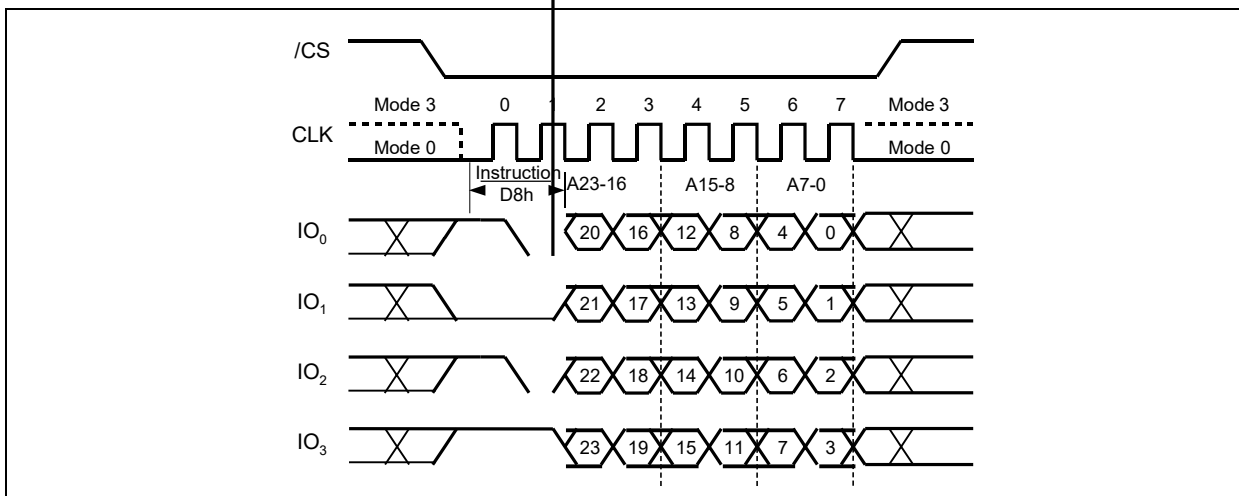 /CS
Mode 3 0 1 2 3 4 5 6 7 Mode 3
CLK
Mode 0 Mode 0
Instruction
D8h
A23-16 A15-8 A7-0
IO0 20 16 12 8 4 0
IO1 21 17 13 9 5 1
IO2 22 18 14 10 6 2
IO3 23 19 15 11 7 3